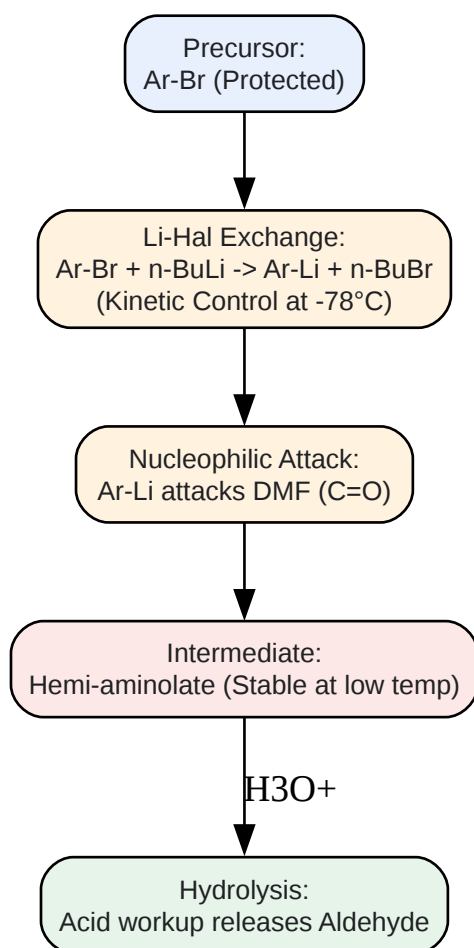 Precursor:
Ar-Br (Protected)
Li-Hal Exchange:
Ar-Br + n-BuLi -> Ar-Li + n-BuBr
(Kinetic Control at -78°C)
Nucleophilic Attack:
Ar-Li attacks DMF (C=O)
Intermediate:
Hemi-aminolate (Stable at low temp)
H3O+
Hydrolysis:
Acid workup releases Aldehyde